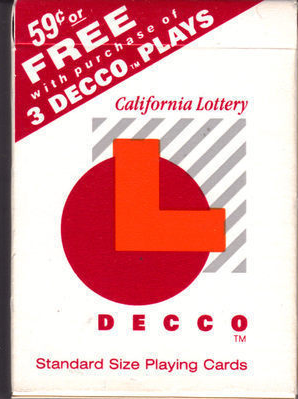 59¢ or
FREE
with purchase of
3 DECCO™ PLAYS
California Lottery
DECCO
TM
Standard Size Playing Cards